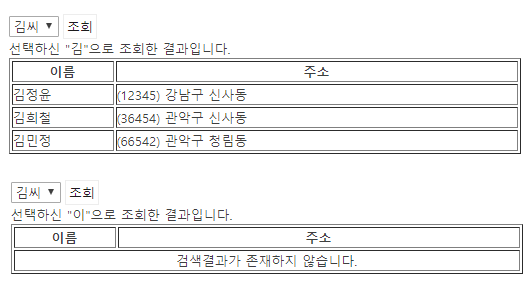 김씨 조회
선택하신 "김"으로 조회한 결과입니다.
이름 주소
김정윤 (12345) 강남구 신사동
김희철 (36454) 관악구 신사동
김민정 (66542) 관악구 청림동
김씨 조회
선택하신 "이"으로 조회한 결과입니다.
이름 주소
검색결과가 존재하지 않습니다.